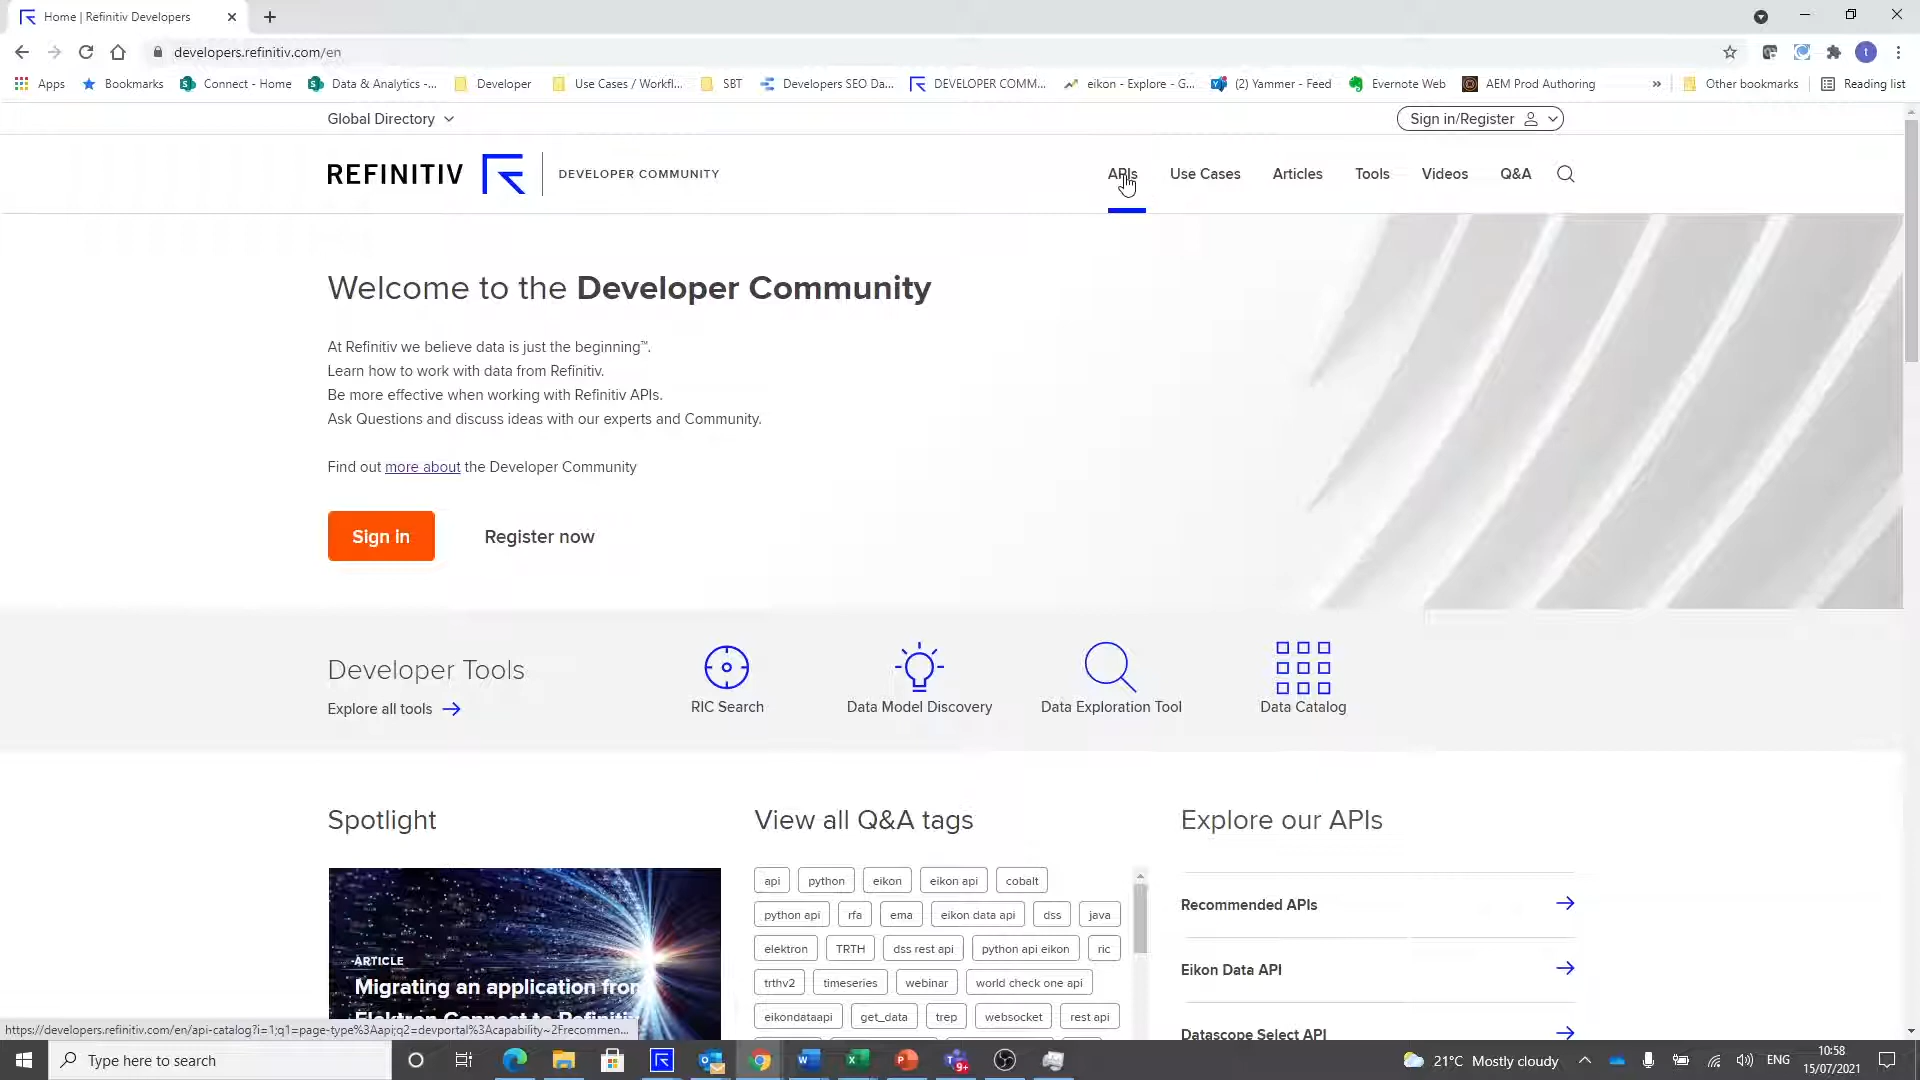 Home | Refinitiv Developers
developers.refinitiv.com/en
Apps
Bookmarks
Connect - Home
Data & Analytics -...
Developer
Use Cases / Workfl...
SBT
Developers SEO Da...
DEVELOPER COMM...
eikon - Explore - G...
(2) Yammer - Feed
Evernote Web
AEM Prod Authoring
»
Other bookmarks
Reading list
Global Directory
Sign in/Register
REFINITIV
DEVELOPER COMMUNITY
APIs
Use Cases
Articles
Tools
Videos
Q&A
Welcome to the Developer Community
At Refinitiv we believe data is just the beginning™.
Learn how to work with data from Refinitiv.
Be more effective when working with Refinitiv APIs.
Ask Questions and discuss ideas with our experts and Community.
Find out more about the Developer Community
Sign in
Register now
Developer Tools
Explore all tools
RIC Search
Data Model Discovery
Data Exploration Tool
Data Catalog
Spotlight
ARTICLE
Migrating an application from
Elektron Connect to Refinitiv
View all Q&A tags
api python eikon eikon api cobalt
python api rfa ema eikon data api dss java
elektron TRTH dss rest api python api eikon ric
trthv2 timeseries webinar world check one api
eikondataapi get_data trep websocket rest api
Explore our APIs
Recommended APIs
Eikon Data API
Datascope Select API
https://developers.refinitiv.com/en/api-catalog?i=1;q1=page-type%3Aapi;q2=devportal%3Acapability~2Frecommen...
Type here to search
9+
21°C Mostly cloudy
ENG
10:58
15/07/2021